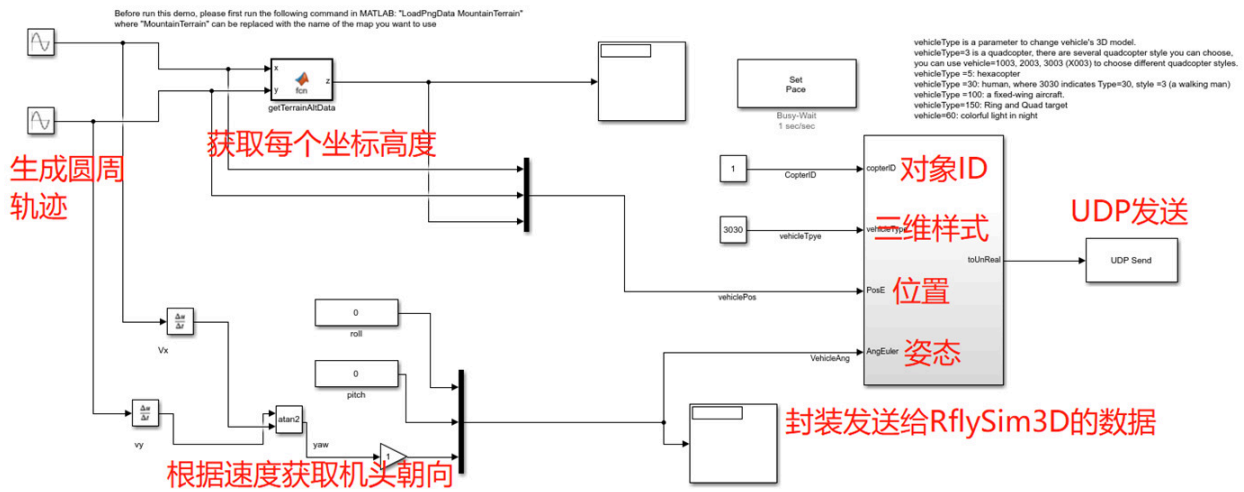 Before run this demo, please first run the following command in MATLAB: "LoadPngData MountainTerrain"
where "MountainTerrain" can be replaced with the name of the map you want to use
vehicleType is a parameter to change vehicle's 3D model.
vehicleType=3 is a quadcopter, there are several quadcopter style you can choose,
you can use vehicle=1003, 2003, 3003 (X003) to choose different quadcopter styles.
vehicleType =5: hexacopter
vehicleType =30: human, where 3030 indicates Type=30, style =3 (a walking man)
vehicleType =100: a fixed-wing aircraft.
vehicleType=150: Ring and Quad target
vehicle=60: colorful light in night
x
y
fcn
z
getTerrainAltData
获取每个坐标高度
生成圆周
轨迹
Set
Pace
Busy-Wait
1 sec/sec
1
CopterID
copterID
对象ID
3030
vehicleTpye
vehicleType
三维样式
vehiclePos
PosE
位置
VehicleAng
AngEuler
姿态
toUnReal
UDP发送
UDP Send
封装发送给RflySim3D的数据
Δu
Δt
Vx
Δu
Δt
vy
0
roll
0
pitch
atan2
yaw
1
根据速度获取机头朝向